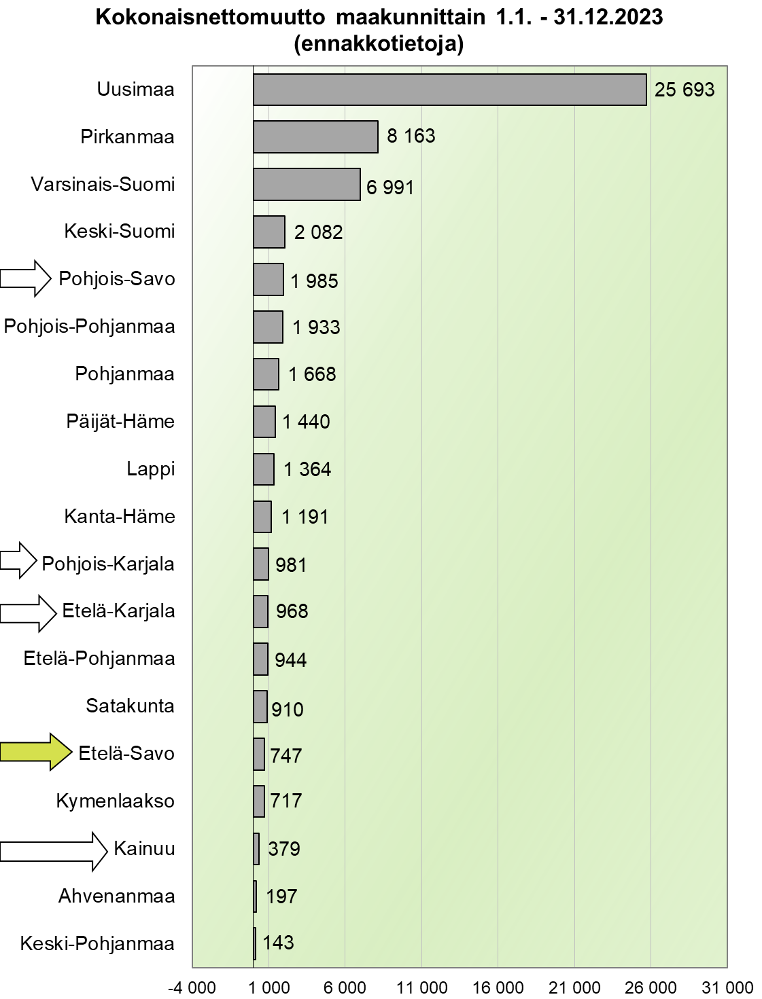 Kokonaisnettomuutto maakunnittain 1.1. - 31.12.2023
(ennakkotietoja)
Uusimaa 25 693
Pirkanmaa 8 163
Varsinais-Suomi 6 991
Keski-Suomi 2 082
Pohjois-Savo 1 985
Pohjois-Pohjanmaa 1 933
Pohjanmaa 1 668
Päijät-Häme 1 440
Lappi 1 364
Kanta-Häme 1 191
Pohjois-Karjala 981
Etelä-Karjala 968
Etelä-Pohjanmaa 944
Satakunta 910
Etelä-Savo 747
Kymenlaakso 717
Kainuu 379
Ahvenanmaa 197
Keski-Pohjanmaa 143
-4 000 1 000 6 000 11 000 16 000 21 000 26 000 31 000